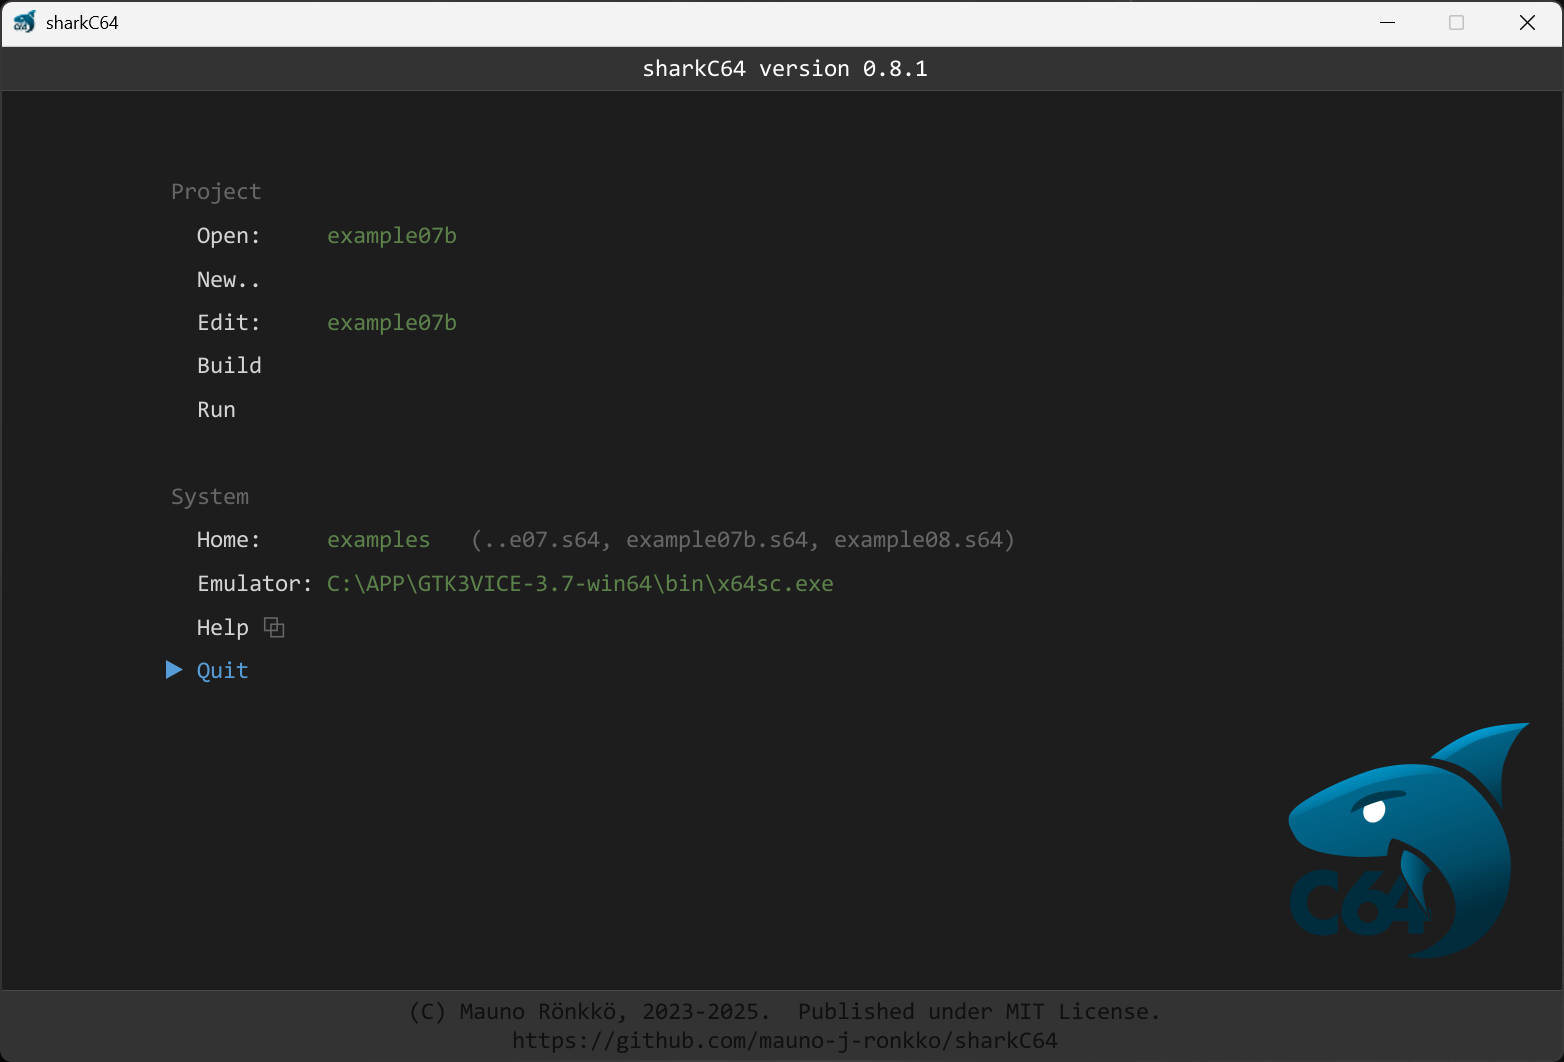 sharkC64
sharkC64 version 0.8.1
Project
Open: example07b
New..
Edit: example07b
Build
Run
System
Home: examples (..e07.s64, example07b.s64, example08.s64)
Emulator: C:\APP\GTK3VICE-3.7-win64\bin\x64sc.exe
Help
Quit
C64
(C) Mauno Rönkkö, 2023-2025. Published under MIT License.
https://github.com/mauno-j-ronkko/sharkC64